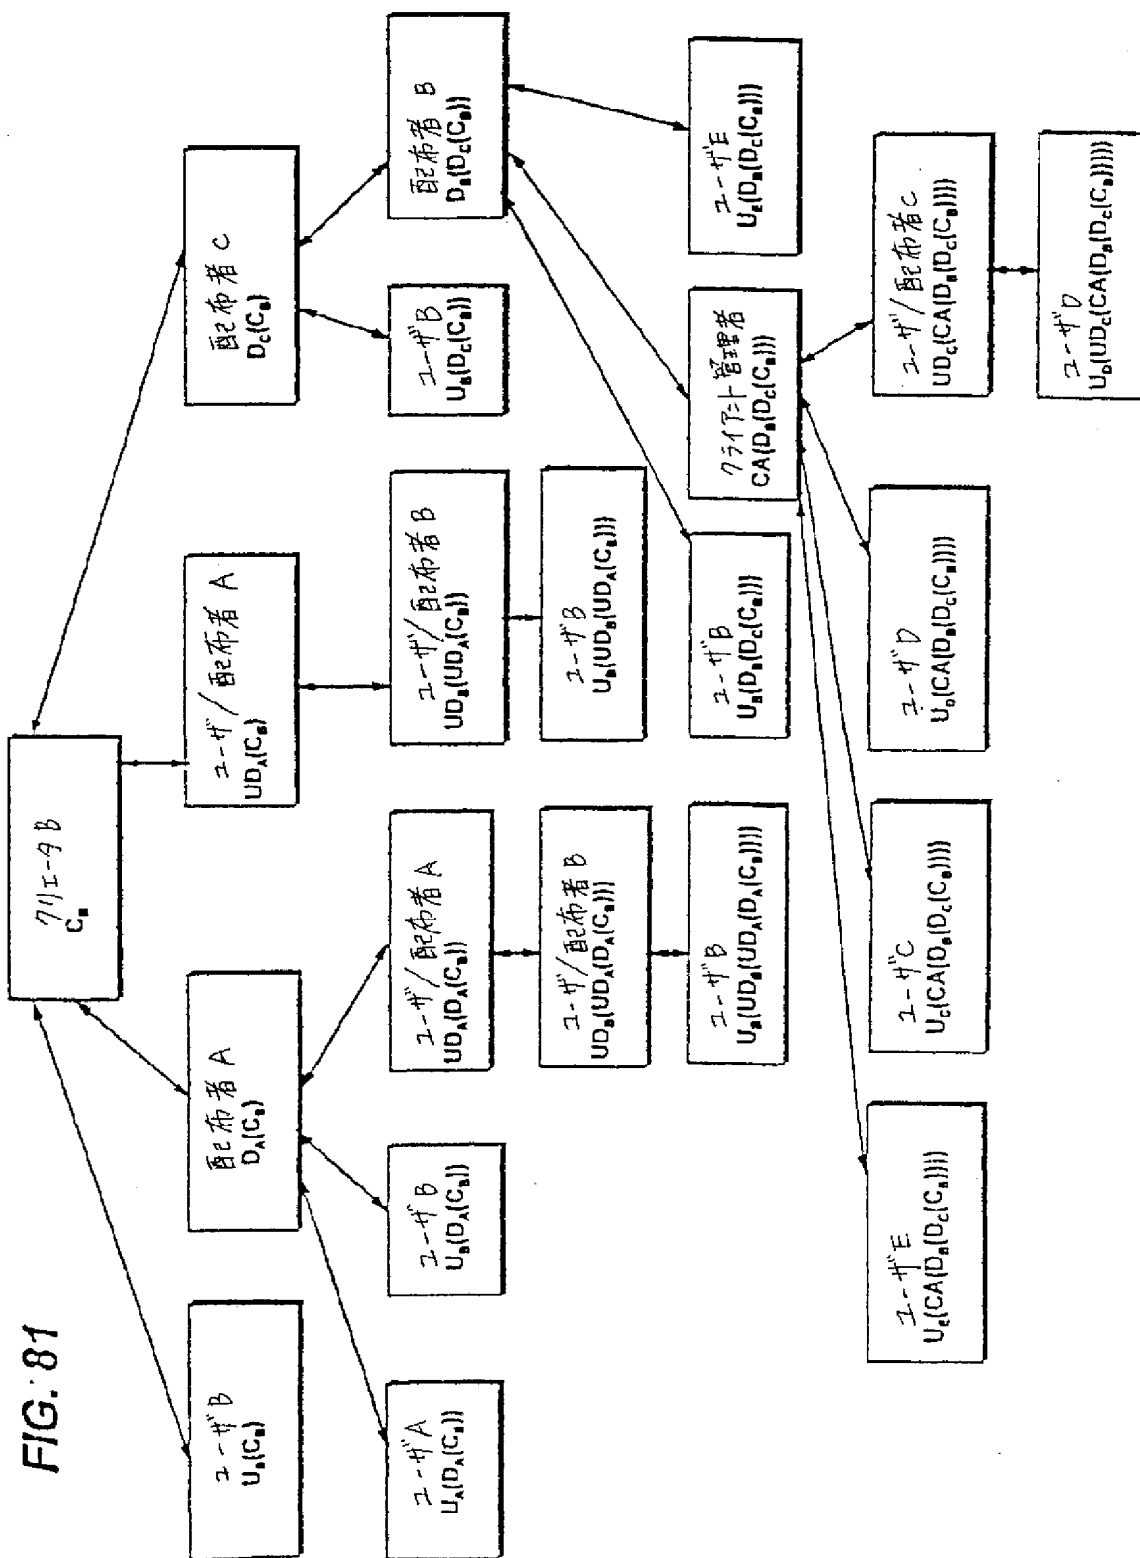 FIG. 81
クリエータB
C_B
ユーザB
U_B(C_B)
配布者A
D_A(C_B)
ユーザ/配布者A
UD_A(C_B)
配布者C
D_C(C_B)
ユーザA
U_A(D_A(C_B))
ユーザB
U_B(D_A(C_B))
ユーザ/配布者A
UD_A(D_A(C_B))
ユーザ/配布者B
UD_B(UD_A(C_B))
ユーザB
U_B(D_C(C_B))
配布者B
D_B(D_C(C_B))
ユーザ/配布者B
UD_B(UD_A(D_A(C_B)))
ユーザB
U_B(UD_B(UD_A(C_B)))
ユーザB
U_B(UD_B(UD_A(D_A(C_B))))
ユーザB
U_B(D_B(D_C(C_B)))
クライアント管理者
CA(D_B(D_C(C_B)))
ユーザE
U_E(D_B(D_C(C_B)))
ユーザE
U_E(CA(D_B(D_C(C_B))))
ユーザC
U_C(CA(D_B(D_C(C_B))))
ユーザD
U_D(CA(D_B(D_C(C_B))))
ユーザ/配布者C
UD_C(CA(D_B(D_C(C_B))))
ユーザD
U_D(UD_C(CA(D_B(D_C(C_B)))))